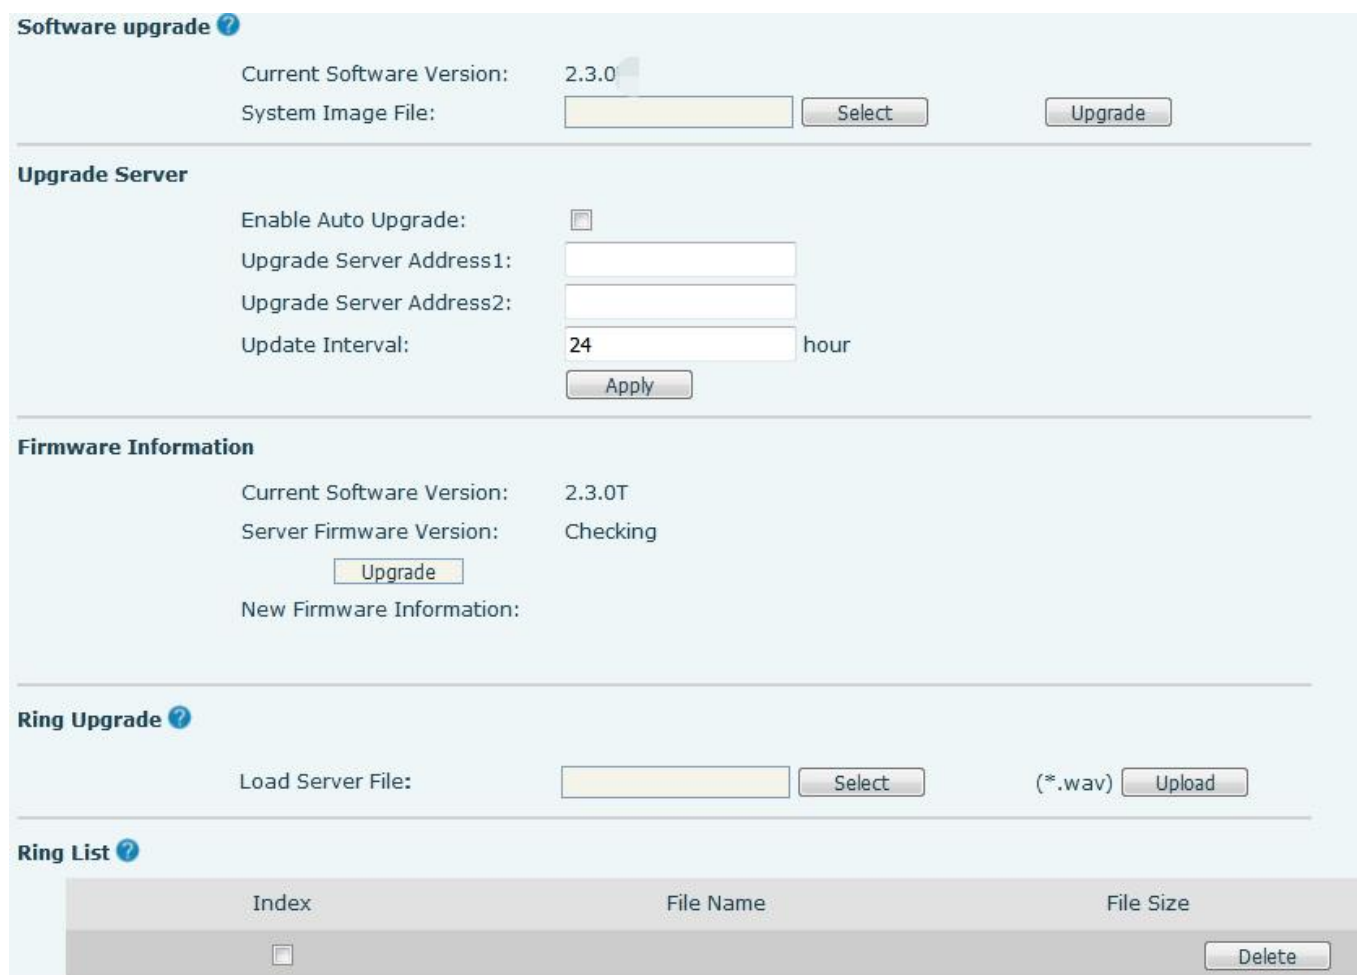 Software upgrade ?
Current Software Version: 2.3.0
System Image File: Select Upgrade
Upgrade Server
Enable Auto Upgrade:
Upgrade Server Address1:
Upgrade Server Address2:
Update Interval: 24 hour
Apply
Firmware Information
Current Software Version: 2.3.0T
Server Firmware Version: Checking
Upgrade
New Firmware Information:
Ring Upgrade ?
Load Server File: Select (*.wav) Upload
Ring List ?
Index File Name File Size
Delete